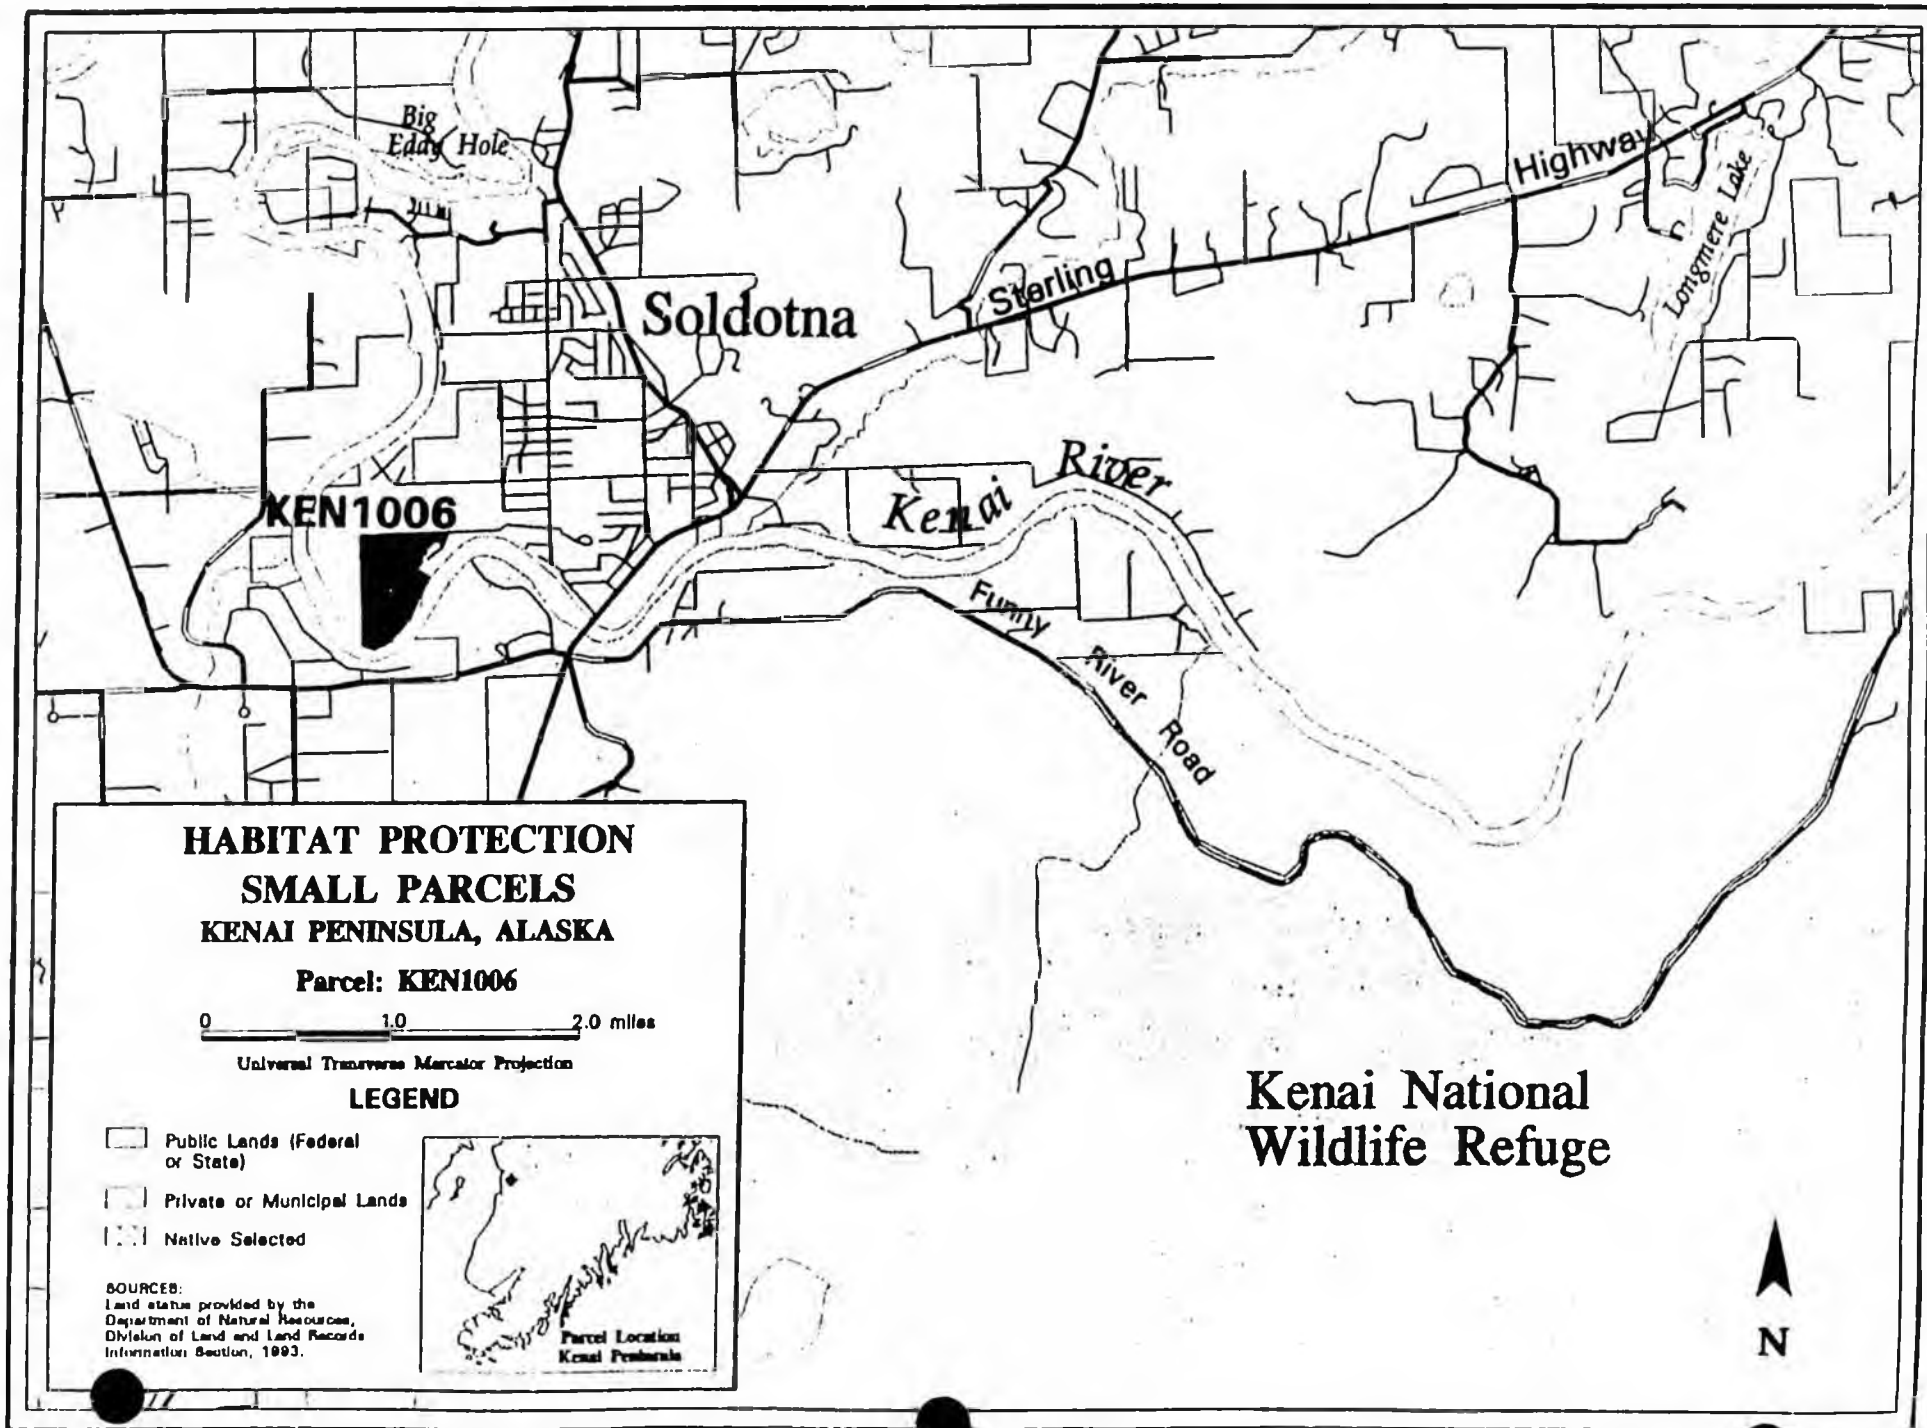 Big
Eddy Hole
Highway
Longmere Lake
Sterling
Soldotna
River
Kenai
KEN1006
Funny
River
Road
HABITAT PROTECTION
SMALL PARCELS
KENAI PENINSULA, ALASKA
Parcel: KEN1006
0 1.0 2.0 miles
Universal Transverse Mercator Projection
LEGEND
Public Lands (Federal
or State)
Private or Municipal Lands
Native Selected
SOURCES:
Land status provided by the
Department of Natural Resources,
Division of Land and Land Records
Information Section, 1993.
Parcel Location
Kenai Peninsula
Kenai National
Wildlife Refuge
N